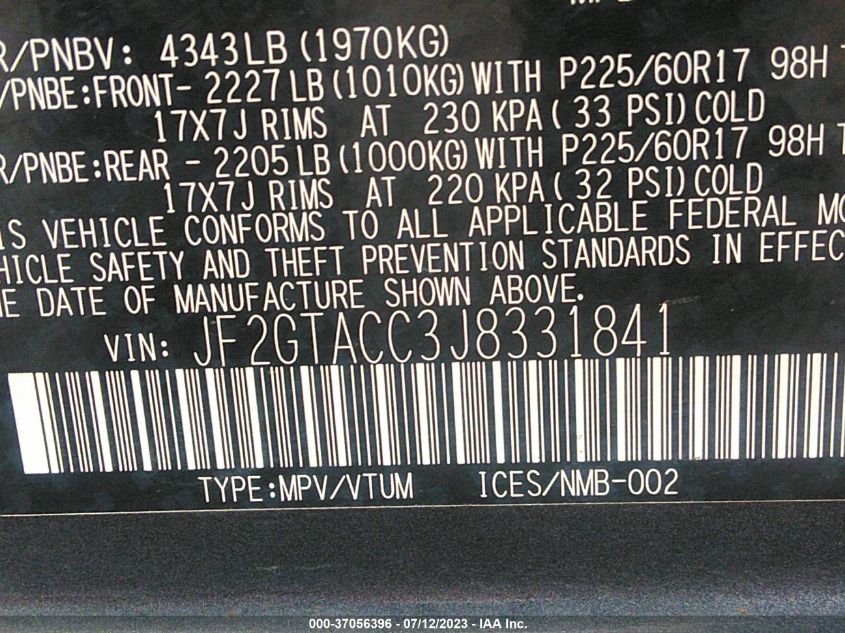 R/PNBV: 4343LB (1970KG)
/PNBE:FRONT- 2227LB(1010KG)WITH P225/60R17 98H T
17X7J RIMS AT 230 KPA( 33 PSI)COLD
R/PNBE:REAR - 2205LB(1000KG)WITH P225/60R17 98H T
17X7J RIMS AT 220 KPA( 32 PSI)COLD
IS VEHICLE CONFORMS TO ALL APPLICABLE FEDERAL MO
HICLE SAFETY AND THEFT PREVENTION STANDARDS IN EFFEC
E DATE OF MANUFACTURE SHOWN ABOVE.
VIN: JF2GTACC3J8331841
TYPE:MPV/VTUM ICES/NMB-002
000-37056396 - 07/12/2023 - IAA Inc.